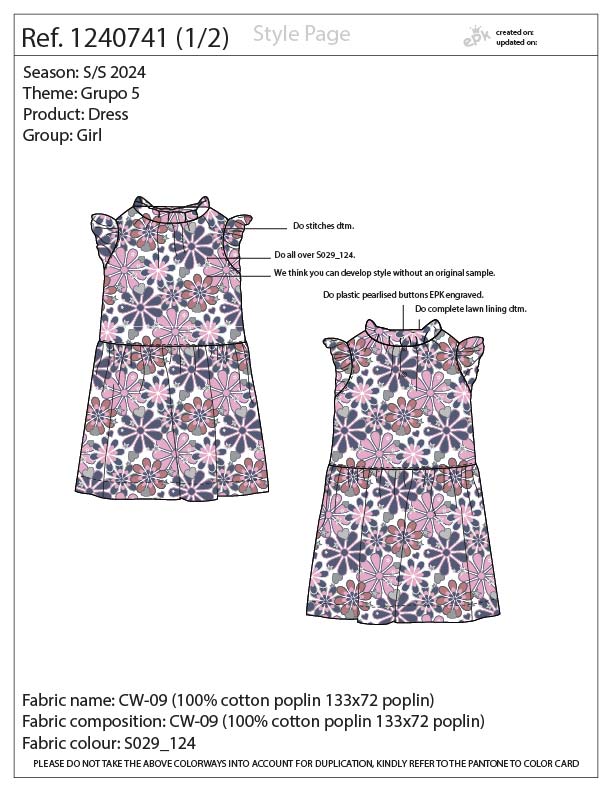 Ref. 1240741 (1/2)
Style Page
epk
created on:
updated on:
Season: S/S 2024
Theme: Grupo 5
Product: Dress
Group: Girl
Do stitches dtm.
Do all over S029_124.
We think you can develop style without an original sample.
Do plastic pearlised buttons EPK engraved.
Do complete lawn lining dtm.
Fabric name: CW-09 (100% cotton poplin 133x72 poplin)
Fabric composition: CW-09 (100% cotton poplin 133x72 poplin)
Fabric colour: S029_124
PLEASE DO NOT TAKE THE ABOVE COLORWAYS INTO ACCOUNT FOR DUPLICATION, KINDLY REFER TO THE PANTONE TO COLOR CARD